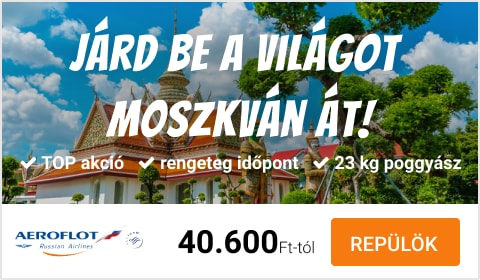 JÁRD BE A VILÁGOT
MOSZKVÁN ÁT!
TOP akció rengeteg időpont 23 kg poggyász
AEROFLOT
Russian Airlines
40.600Ft-tól
REPÜLÖK